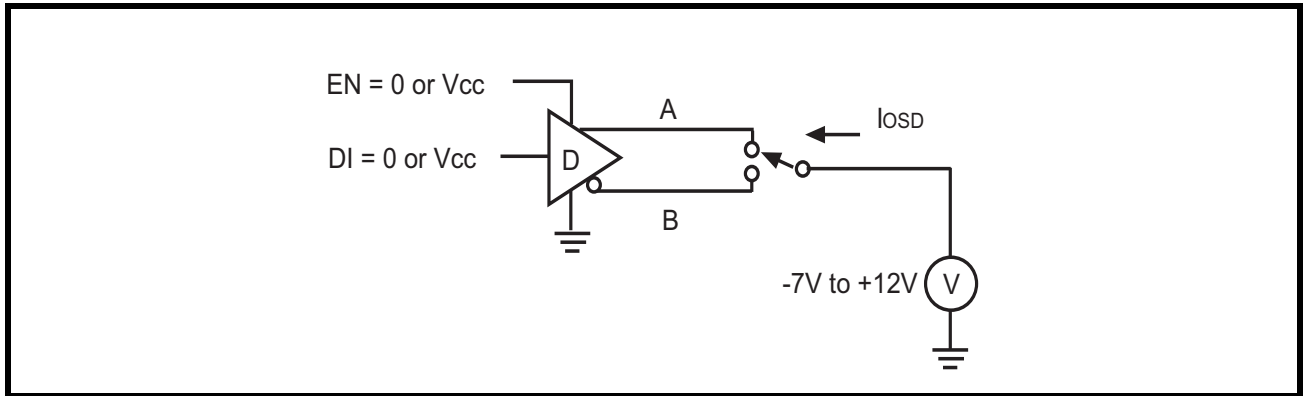 EN = 0 or Vcc
A
IOSD
DI = 0 or Vcc
D
B
-7V to +12V
V